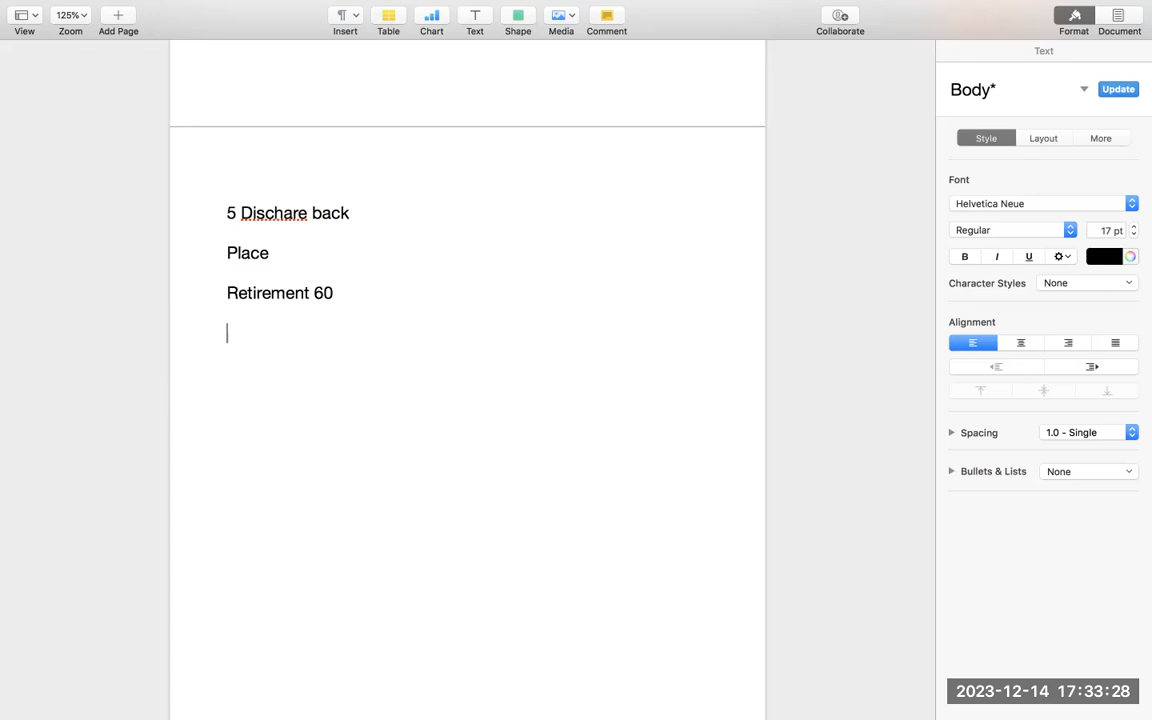 125%
View
Zoom
Add Page
Insert
Table
Chart
Text
Shape
Media
Comment
Collaborate
Format
Document
Text
Body*
Update
Style
Layout
More
Font
Helvetica Neue
Regular
17 pt
B I U
Character Styles
None
Alignment
Spacing
1.0 - Single
Bullets & Lists
None
5 Dischare back
Place
Retirement 60
2023-12-14 17:33:28